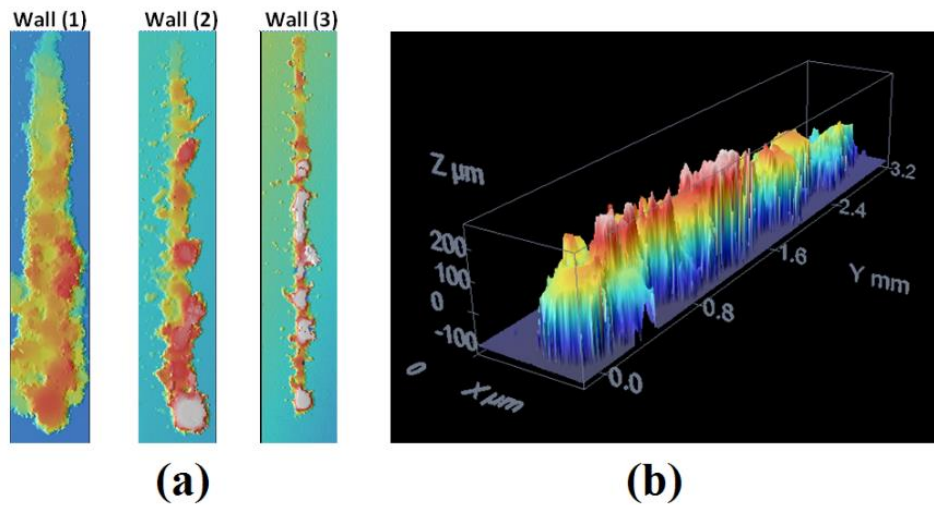 Wall (1)
Wall (2)
Wall (3)
(a)
Z µm
200
100
0
-100
0
X µm
0.0
0.8
1.6
2.4
3.2
Y mm
(b)